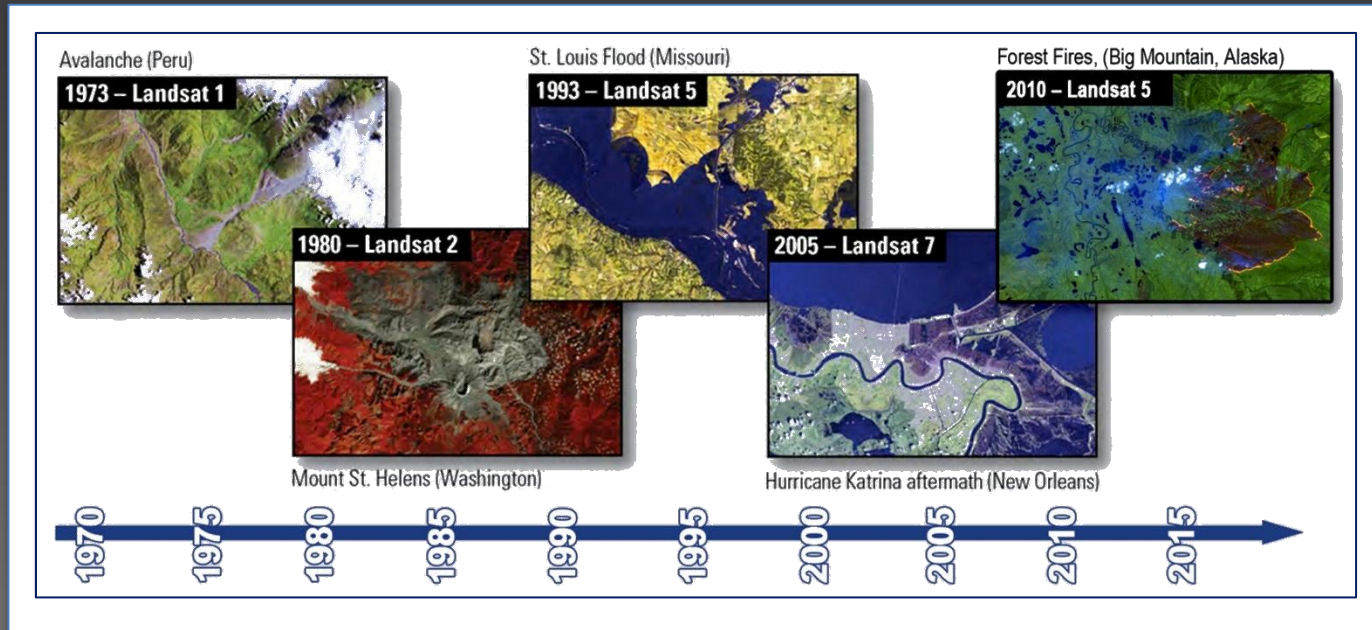 Avalanche (Peru)
1973 – Landsat 1
1980 – Landsat 2
Mount St. Helens (Washington)
St. Louis Flood (Missouri)
1993 – Landsat 5
2005 – Landsat 7
Hurricane Katrina aftermath (New Orleans)
Forest Fires, (Big Mountain, Alaska)
2010 – Landsat 5
1970
1975
1980
1985
1990
1995
2000
2005
2010
2015